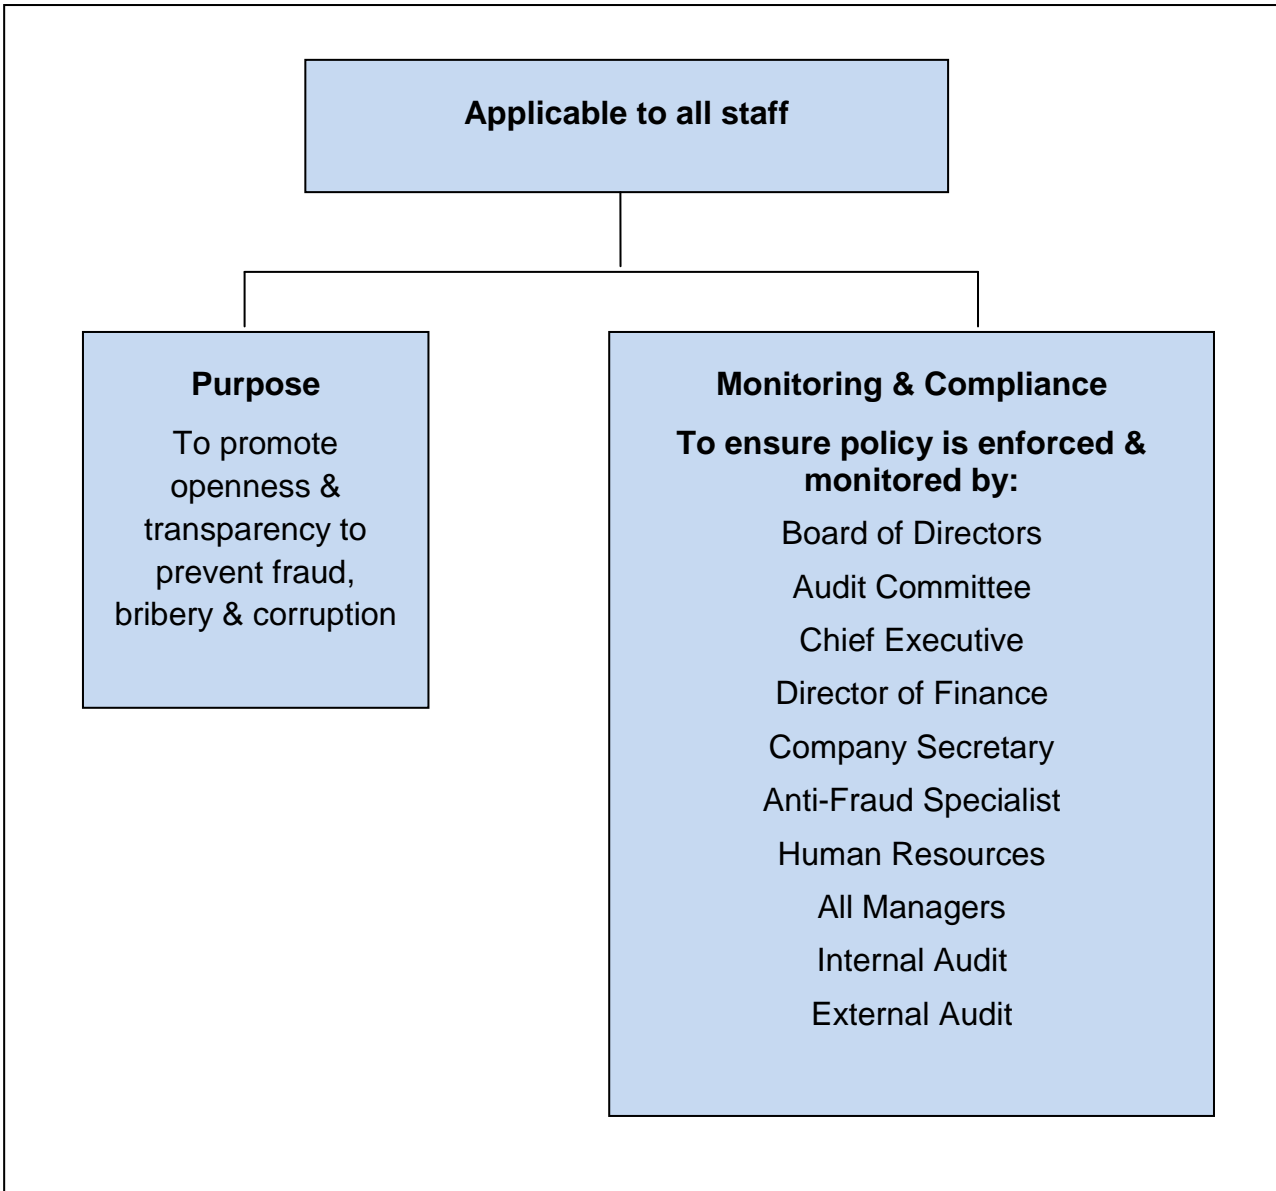 Applicable to all staff
Purpose
To promote
openness &
transparency to
prevent fraud,
bribery & corruption
Monitoring & Compliance
To ensure policy is enforced &
monitored by:
Board of Directors
Audit Committee
Chief Executive
Director of Finance
Company Secretary
Anti-Fraud Specialist
Human Resources
All Managers
Internal Audit
External Audit